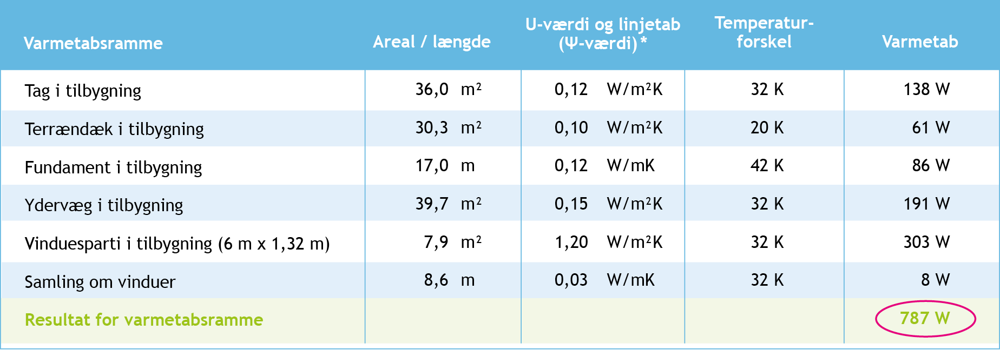 Varmetabsramme Areal / længde U-værdi og linjetab (Ψ-værdi)* Temperatur-forskel Varmetab
Tag i tilbygning 36,0 m² 0,12 W/m²K 32 K 138 W
Terrændæk i tilbygning 30,3 m² 0,10 W/m²K 20 K 61 W
Fundament i tilbygning 17,0 m 0,12 W/mK 42 K 86 W
Ydervæg i tilbygning 39,7 m² 0,15 W/m²K 32 K 191 W
Vinduesparti i tilbygning (6 m x 1,32 m) 7,9 m² 1,20 W/m²K 32 K 303 W
Samling om vinduer 8,6 m 0,03 W/mK 32 K 8 W
Resultat for varmetabsramme 787 W